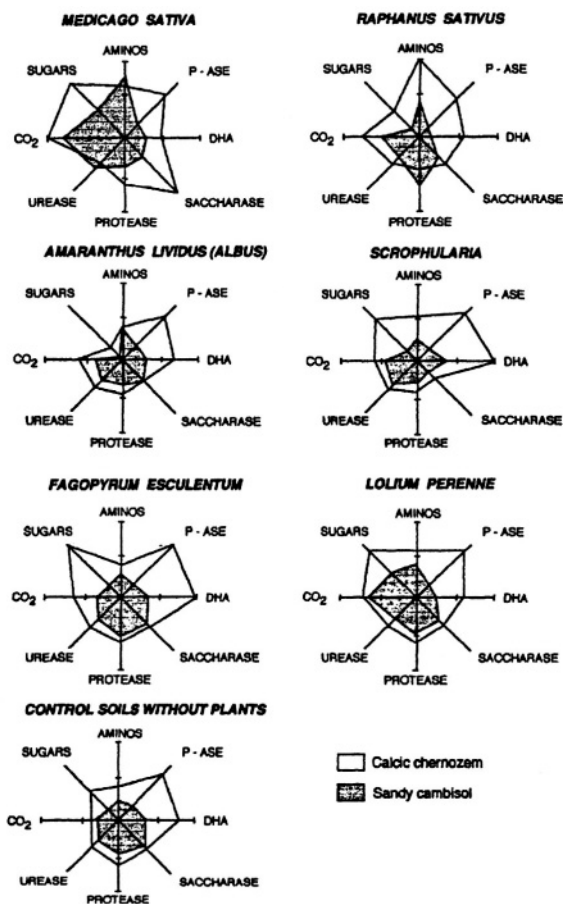 MEDICAGO SATIVA
AMINOS
SUGARS
P - ASE
CO2
DHA
UREASE
SACCHARASE
PROTEASE
RAPHANUS SATIVUS
AMINOS
SUGARS
P - ASE
CO2
DHA
UREASE
SACCHARASE
PROTEASE
AMARANTHUS LIVIDUS (ALBUS)
AMINOS
SUGARS
P - ASE
CO2
DHA
UREASE
SACCHARASE
PROTEASE
SCROPHULARIA
AMINOS
SUGARS
P - ASE
CO2
DHA
UREASE
SACCHARASE
PROTEASE
FAGOPYRUM ESCULENTUM
AMINOS
SUGARS
P - ASE
CO2
DHA
UREASE
SACCHARASE
PROTEASE
LOLIUM PERENNE
AMINOS
SUGARS
P - ASE
CO2
DHA
UREASE
SACCHARASE
PROTEASE
CONTROL SOILS WITHOUT PLANTS
AMINOS
SUGARS
P - ASE
CO2
DHA
UREASE
SACCHARASE
PROTEASE
Calcic chernozem
Sandy cambisol